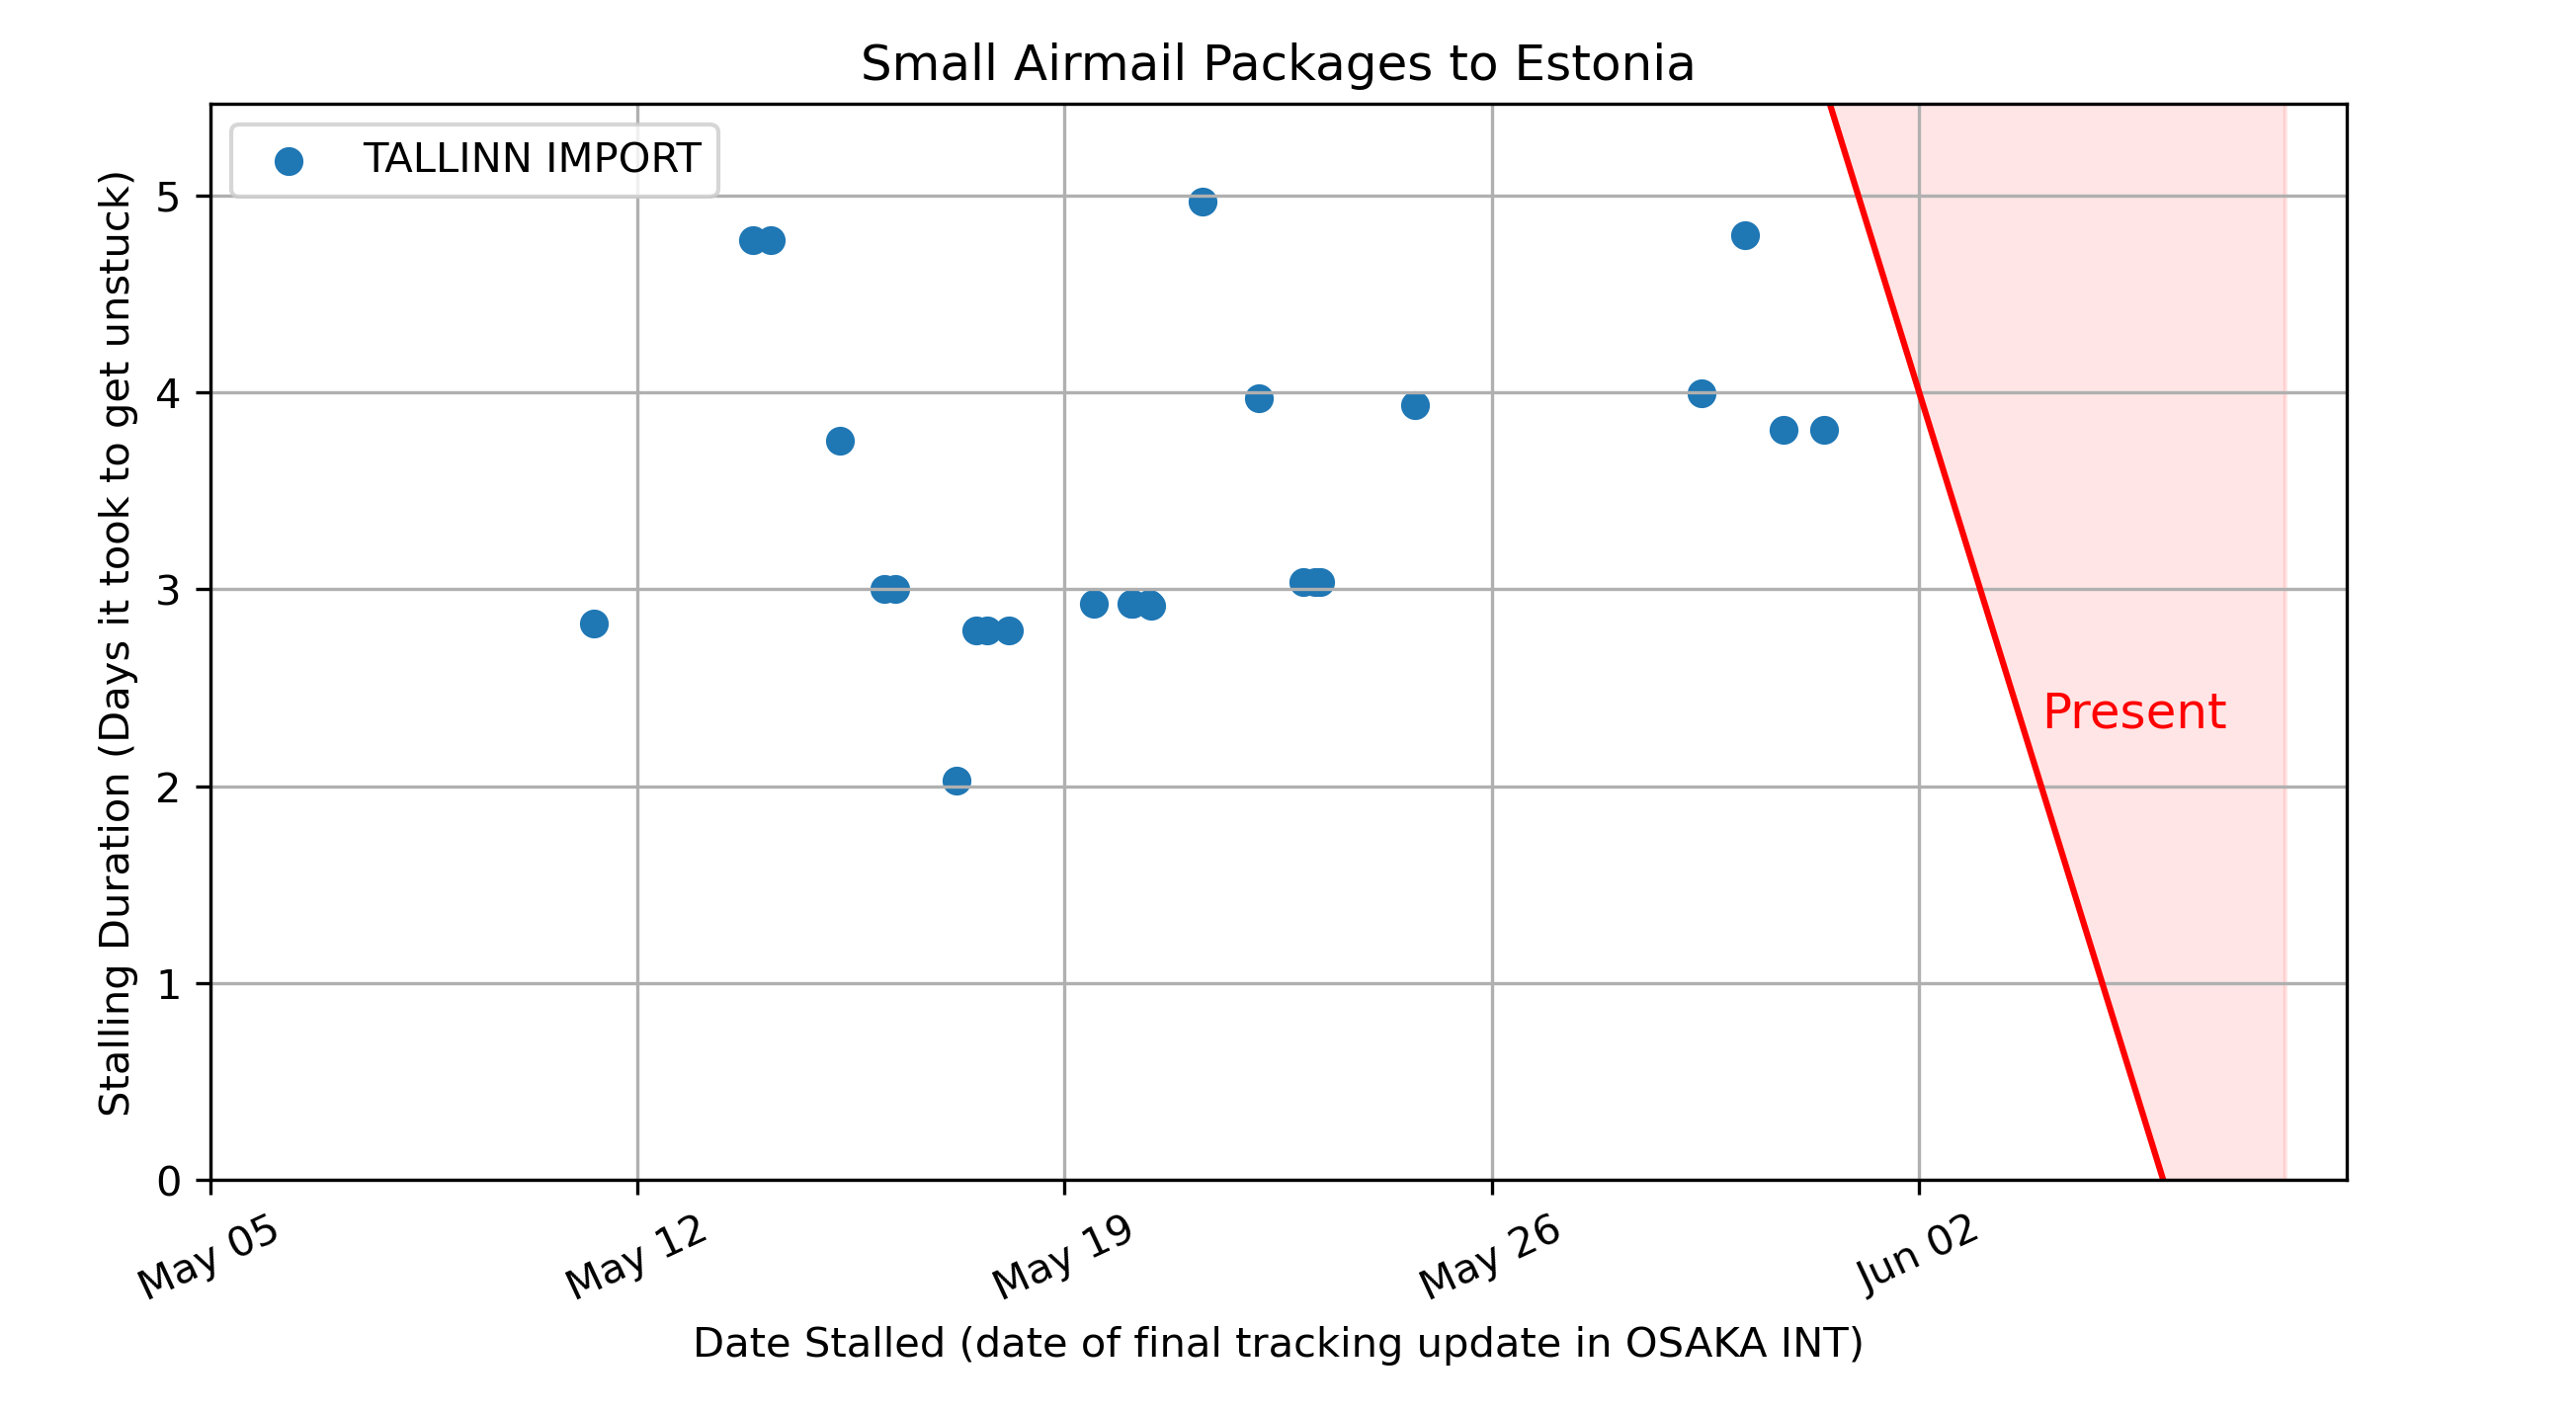 Small Airmail Packages to Estonia
TALLINN IMPORT
Stalling Duration (Days it took to get unstuck)
5
4
3
2
1
0
Present
May 05
May 12
May 19
May 26
Jun 02
Date Stalled (date of final tracking update in OSAKA INT)